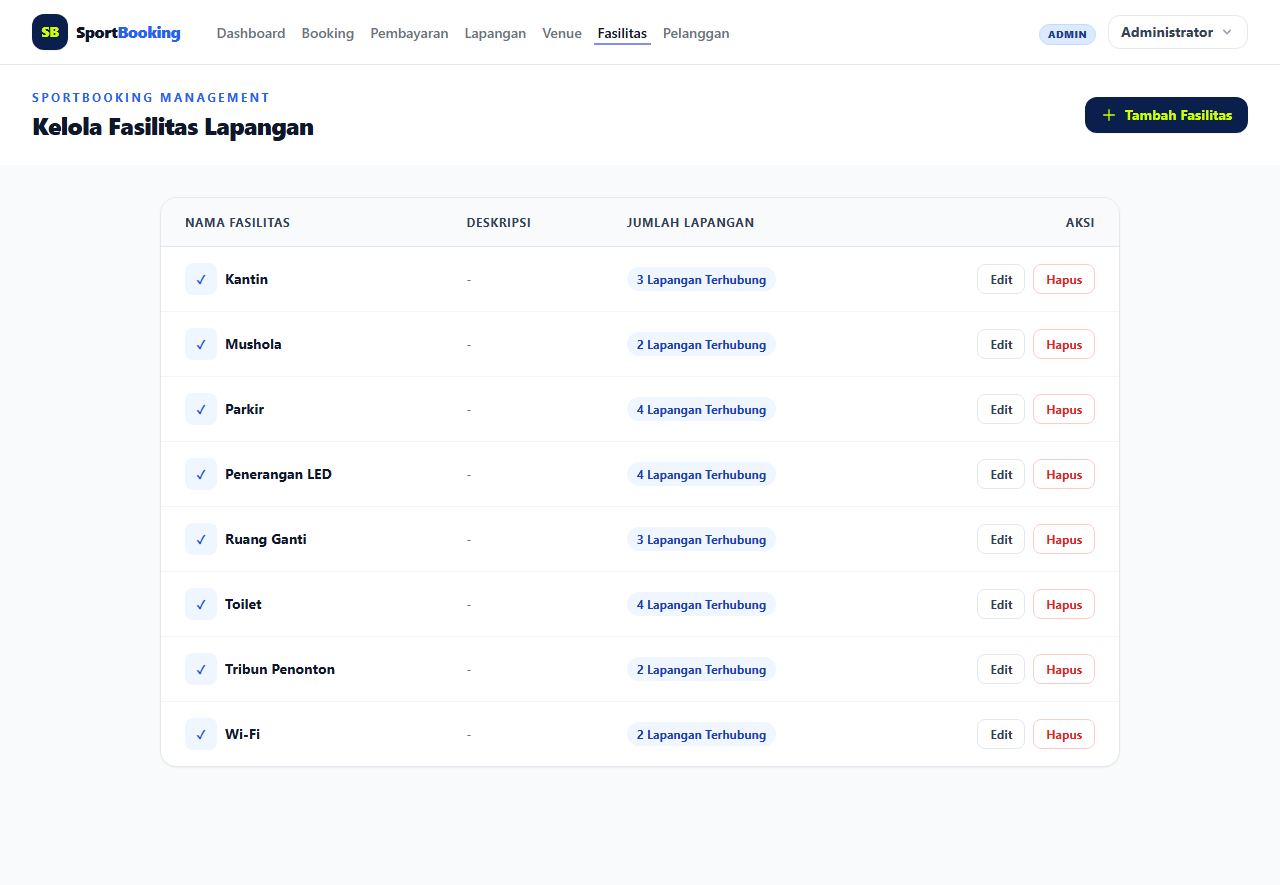 SB SportBooking Dashboard Booking Pembayaran Lapangan Venue Fasilitas Pelanggan ADMIN Administrator
SPORTBOOKING MANAGEMENT
Kelola Fasilitas Lapangan
+ Tambah Fasilitas
NAMA FASILITAS DESKRIPSI JUMLAH LAPANGAN AKSI
✓ Kantin - 3 Lapangan Terhubung Edit Hapus
✓ Mushola - 2 Lapangan Terhubung Edit Hapus
✓ Parkir - 4 Lapangan Terhubung Edit Hapus
✓ Penerangan LED - 4 Lapangan Terhubung Edit Hapus
✓ Ruang Ganti - 3 Lapangan Terhubung Edit Hapus
✓ Toilet - 4 Lapangan Terhubung Edit Hapus
✓ Tribun Penonton - 2 Lapangan Terhubung Edit Hapus
✓ Wi-Fi - 2 Lapangan Terhubung Edit Hapus